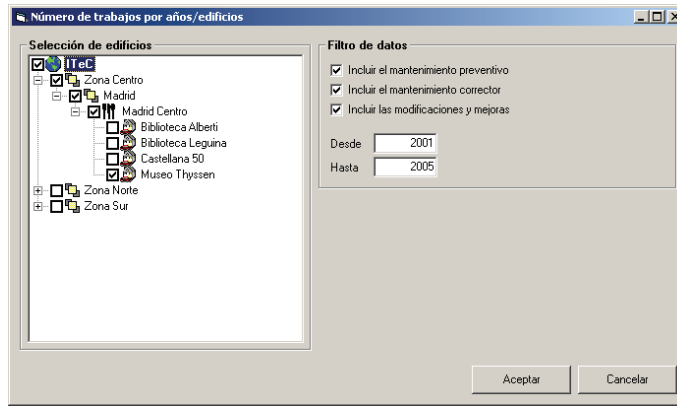 Número de trabajos por años/edificios
Selección de edificios
ITeC
Zona Centro
Madrid
Madrid Centro
Biblioteca Alberti
Biblioteca Leguina
Castellana 50
Museo Thyssen
Zona Norte
Zona Sur
Filtro de datos
Incluir el mantenimiento preventivo
Incluir el mantenimiento corrector
Incluir las modificaciones y mejoras
Desde 2001
Hasta 2005
Aceptar Cancelar